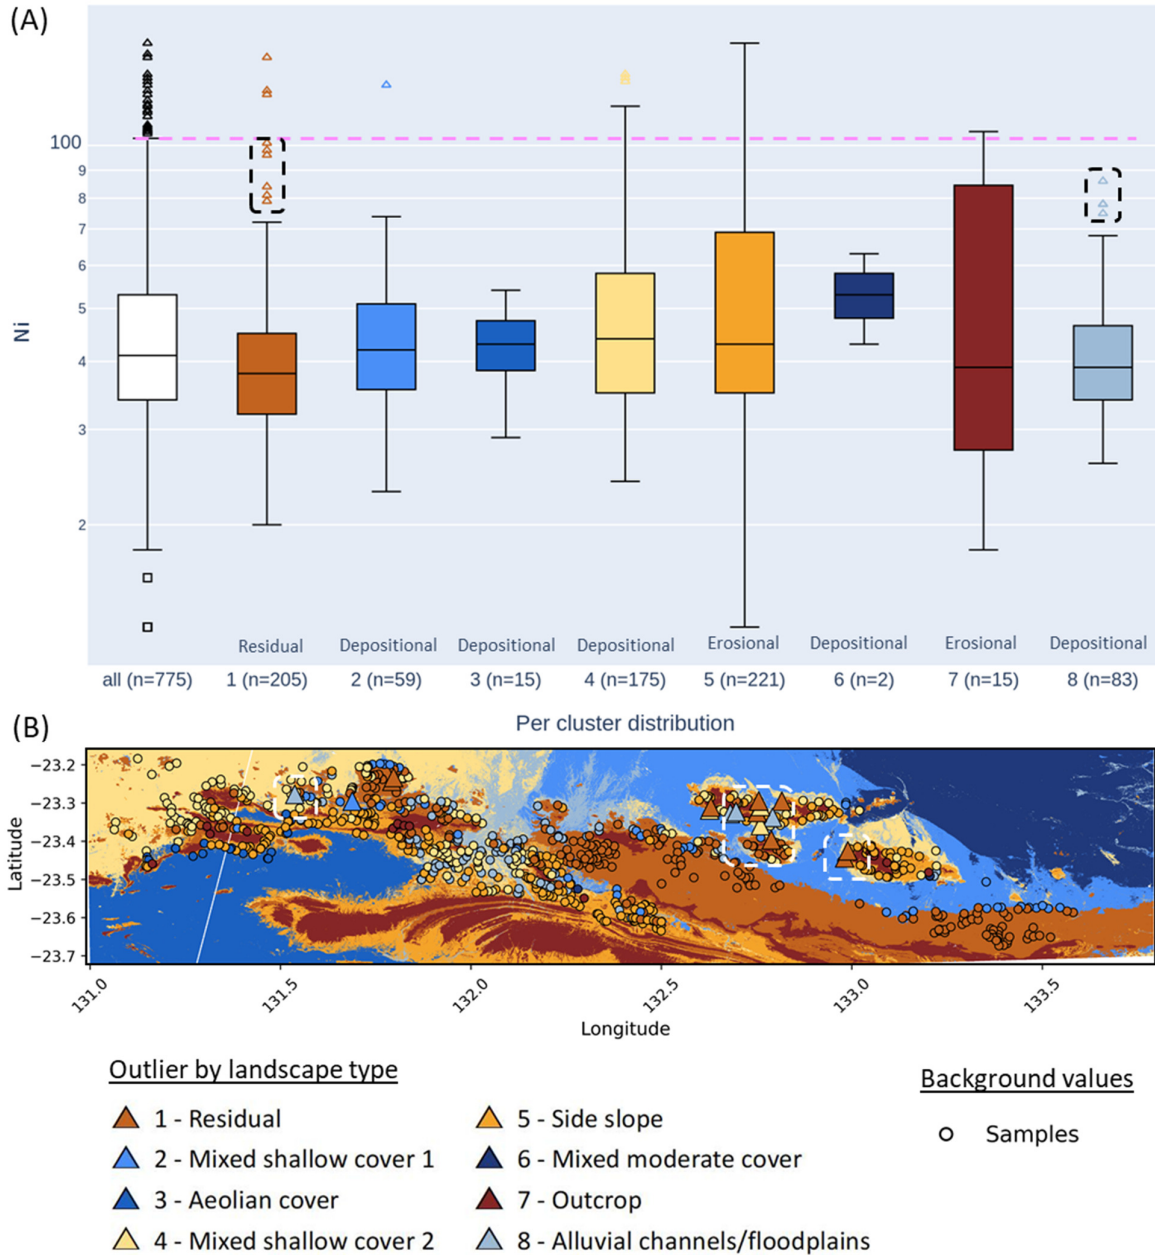 (A)
Ni
100
9
8
7
6
5
4
3
2
Residual Depositional Depositional Depositional Erosional Depositional Erosional Depositional
all (n=775) 1 (n=205) 2 (n=59) 3 (n=15) 4 (n=175) 5 (n=221) 6 (n=2) 7 (n=15) 8 (n=83)
Per cluster distribution
(B)
Latitude
−23.2
−23.3
−23.4
−23.5
−23.6
−23.7
131.0 131.5 132.0 132.5 133.0 133.5
Longitude
Outlier by landscape type
1 - Residual
2 - Mixed shallow cover 1
3 - Aeolian cover
4 - Mixed shallow cover 2
5 - Side slope
6 - Mixed moderate cover
7 - Outcrop
8 - Alluvial channels/floodplains
Background values
Samples